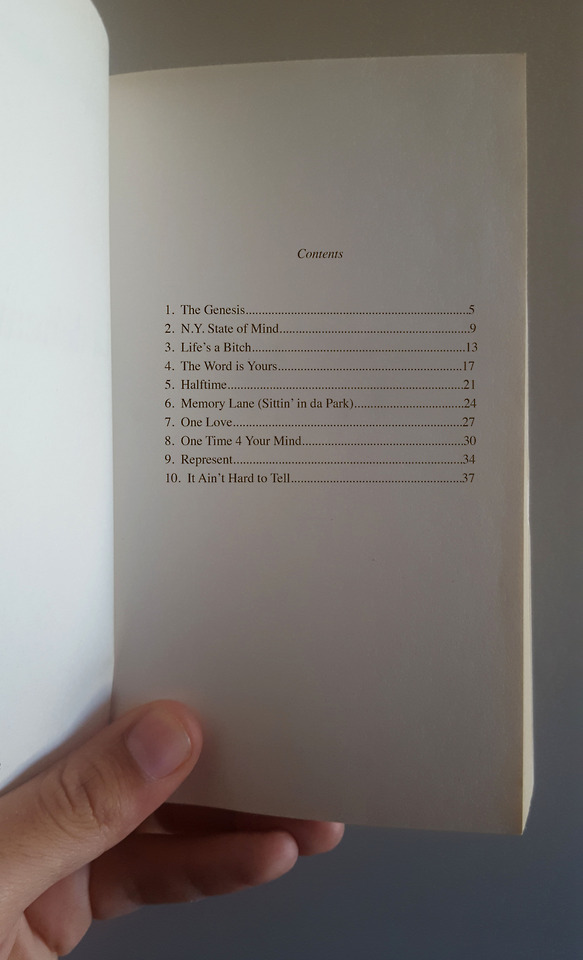 Contents
1. The Genesis........................................................................5
2. N.Y. State of Mind.............................................................9
3. Life's a Bitch.....................................................................13
4. The Word is Yours...........................................................17
5. Halftime............................................................................21
6. Memory Lane (Sittin' in da Park).......................................24
7. One Love..........................................................................27
8. One Time 4 Your Mind....................................................30
9. Represent..........................................................................34
10. It Ain't Hard to Tell.......................................................37